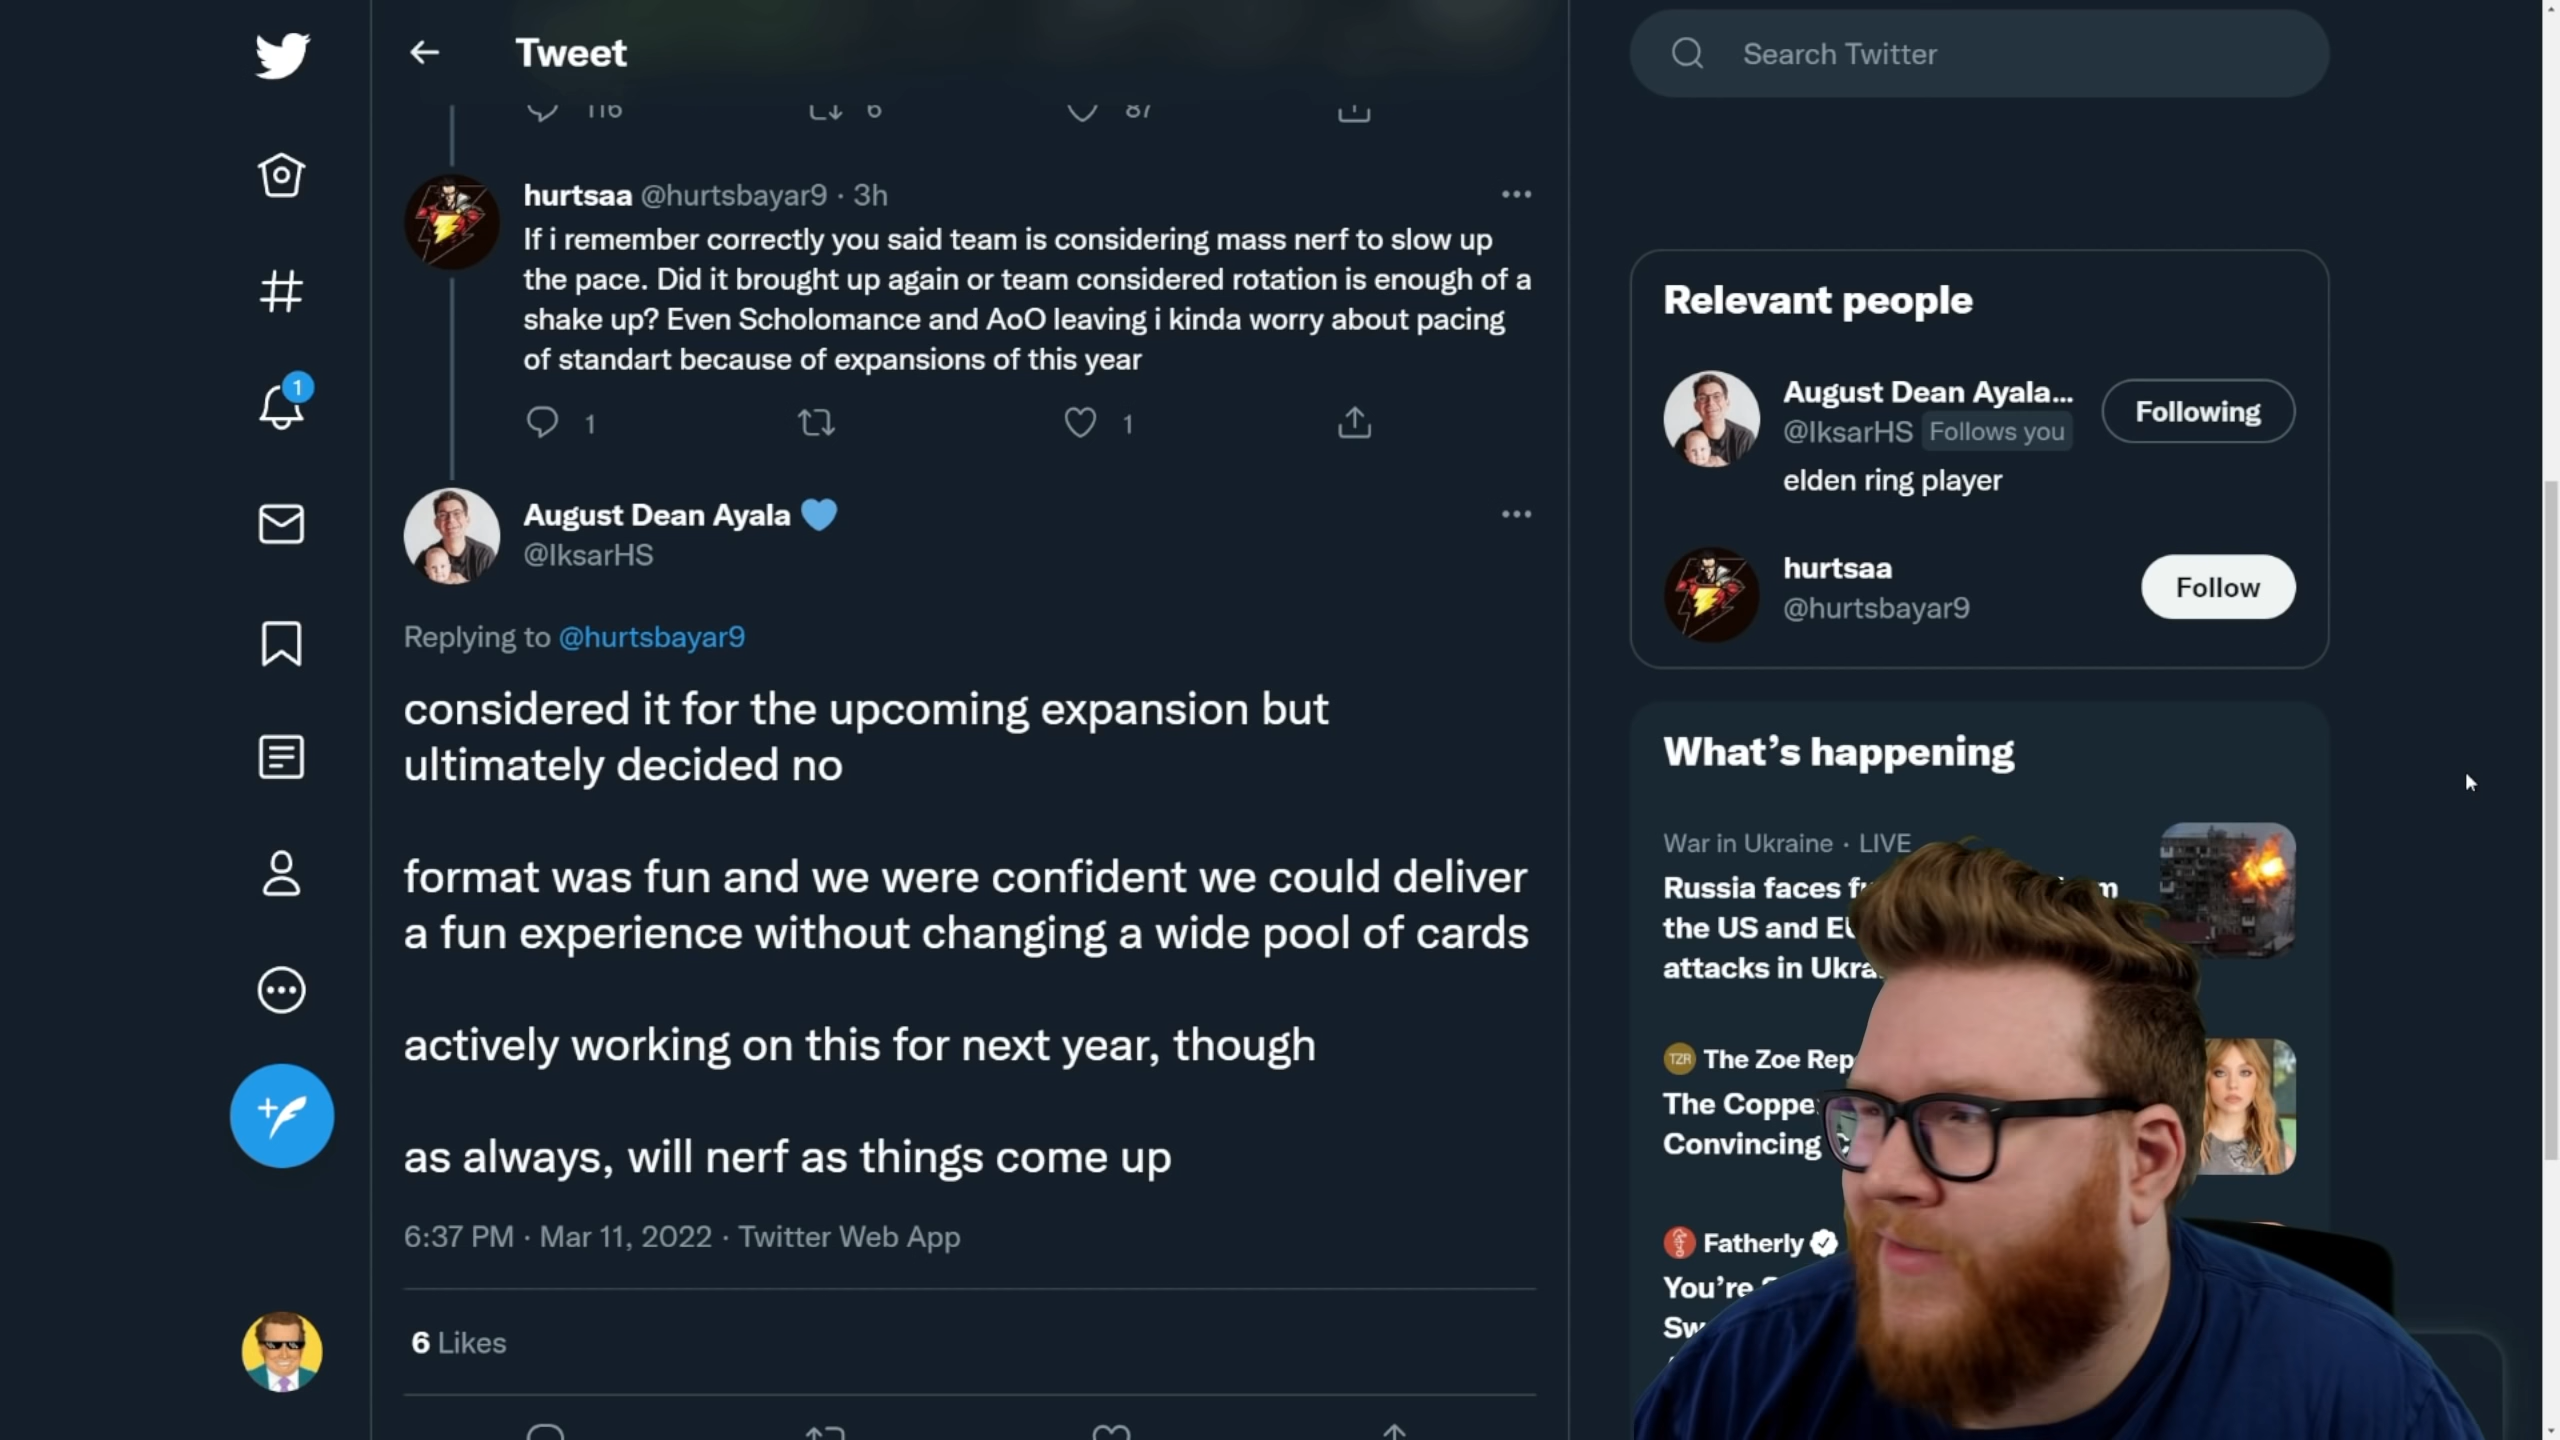 Tweet
Search Twitter
116 6 87
hurtsaa @hurtsbayar9 · 3h
If i remember correctly you said team is considering mass nerf to slow up
the pace. Did it brought up again or team considered rotation is enough of a
shake up? Even Scholomance and AoO leaving i kinda worry about pacing
of standart because of expansions of this year
1 1
August Dean Ayala
@IksarHS
Replying to @hurtsbayar9
considered it for the upcoming expansion but
ultimately decided no
format was fun and we were confident we could deliver
a fun experience without changing a wide pool of cards
actively working on this for next year, though
as always, will nerf as things come up
6:37 PM · Mar 11, 2022 · Twitter Web App
6 Likes
1
Relevant people
August Dean Ayala...
@IksarHS Follows you
Following
elden ring player
hurtsaa
@hurtsbayar9
Follow
What's happening
War in Ukraine · LIVE
Russia faces
the US and
attacks in
TZR The Zoe
The
Convincing
Fatherly
You're